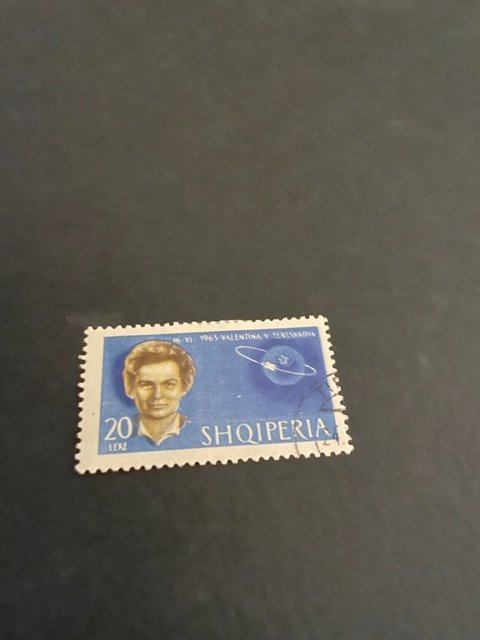 16·VI·1963·VALENTINA V·TERESHKOVA
20
LEKË
SHQIPERIA